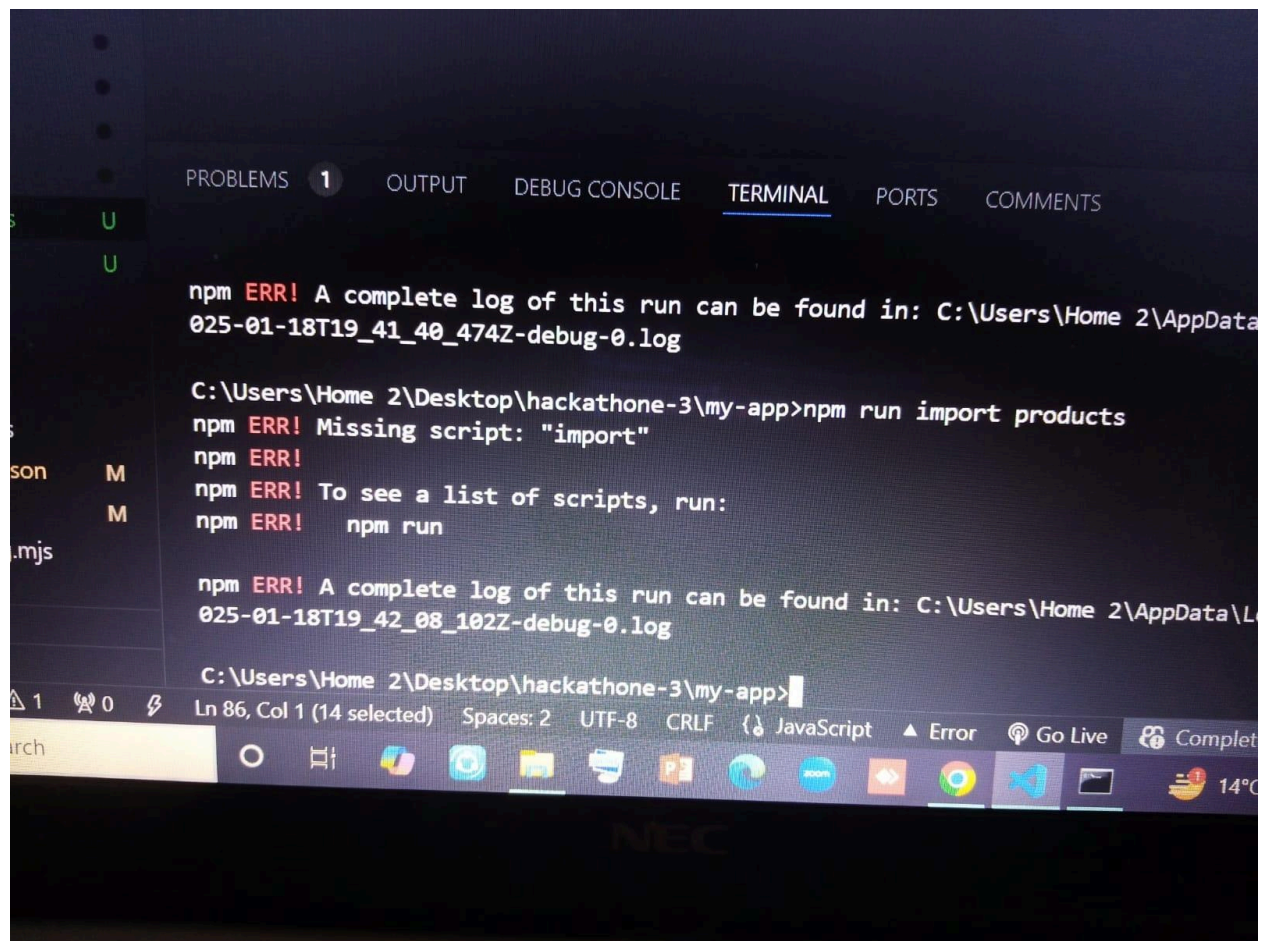 PROBLEMS 1 OUTPUT DEBUG CONSOLE TERMINAL PORTS COMMENTS
U
U
npm ERR! A complete log of this run can be found in: C:\Users\Home 2\AppData
025-01-18T19_41_40_474Z-debug-0.log
C:\Users\Home 2\Desktop\hackathone-3\my-app>npm run import products
npm ERR! Missing script: "import"
npm ERR!
npm ERR! To see a list of scripts, run:
npm ERR! npm run
son M
M
.mjs
npm ERR! A complete log of this run can be found in: C:\Users\Home 2\AppData\L
025-01-18T19_42_08_102Z-debug-0.log
C:\Users\Home 2\Desktop\hackathone-3\my-app>
1 0 Ln 86, Col 1 (14 selected) Spaces: 2 UTF-8 CRLF {} JavaScript Error Go Live Complet
rch zoom 1 14°C
NEC